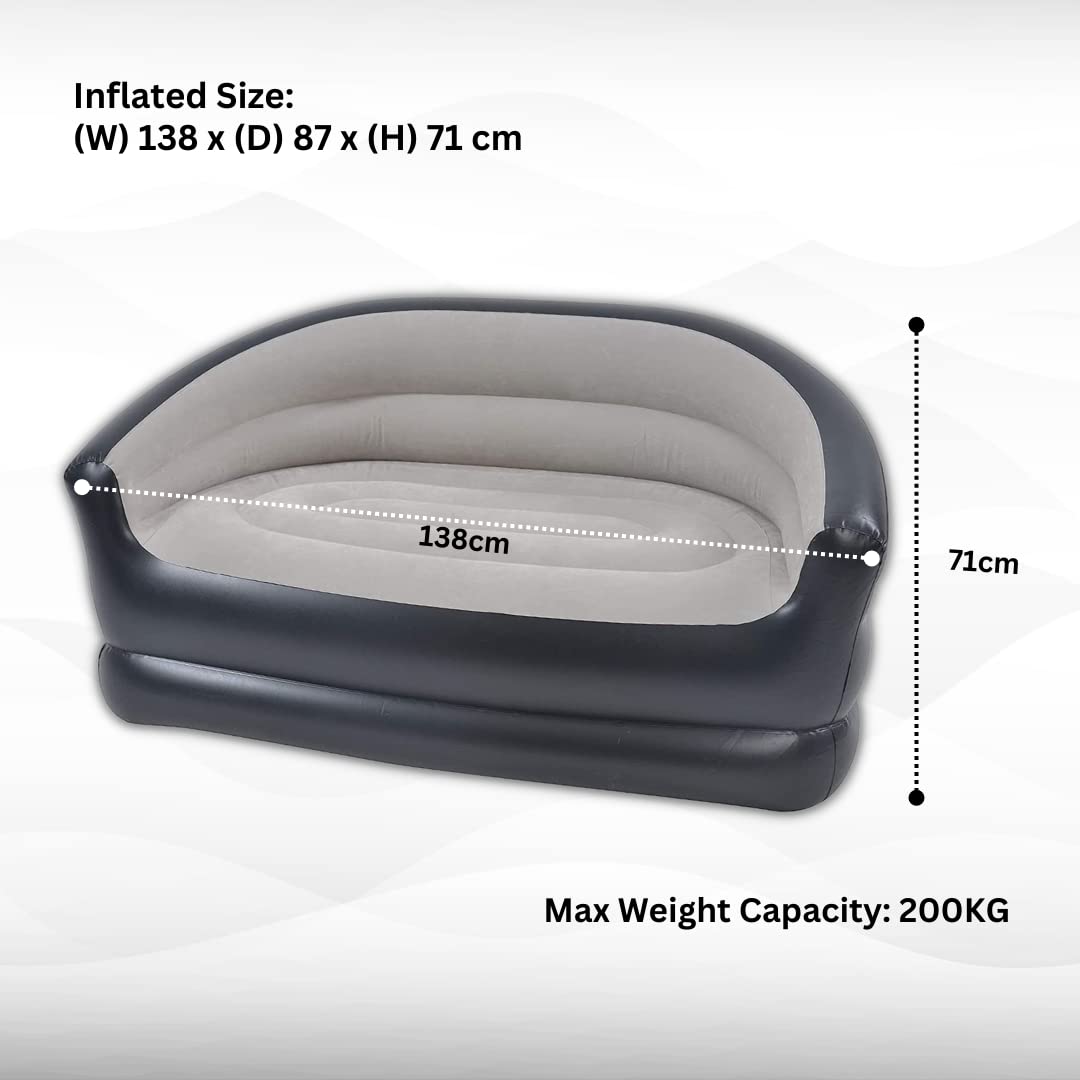 Inflated Size:
(W) 138 x (D) 87 x (H) 71 cm
138cm
71cm
Max Weight Capacity: 200KG